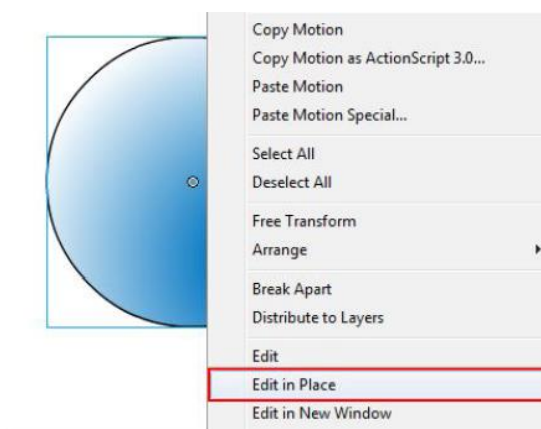 Copy Motion
Copy Motion as ActionScript 3.0...
Paste Motion
Paste Motion Special...
Select All
Deselect All
Free Transform
Arrange
Break Apart
Distribute to Layers
Edit
Edit in Place
Edit in New Window